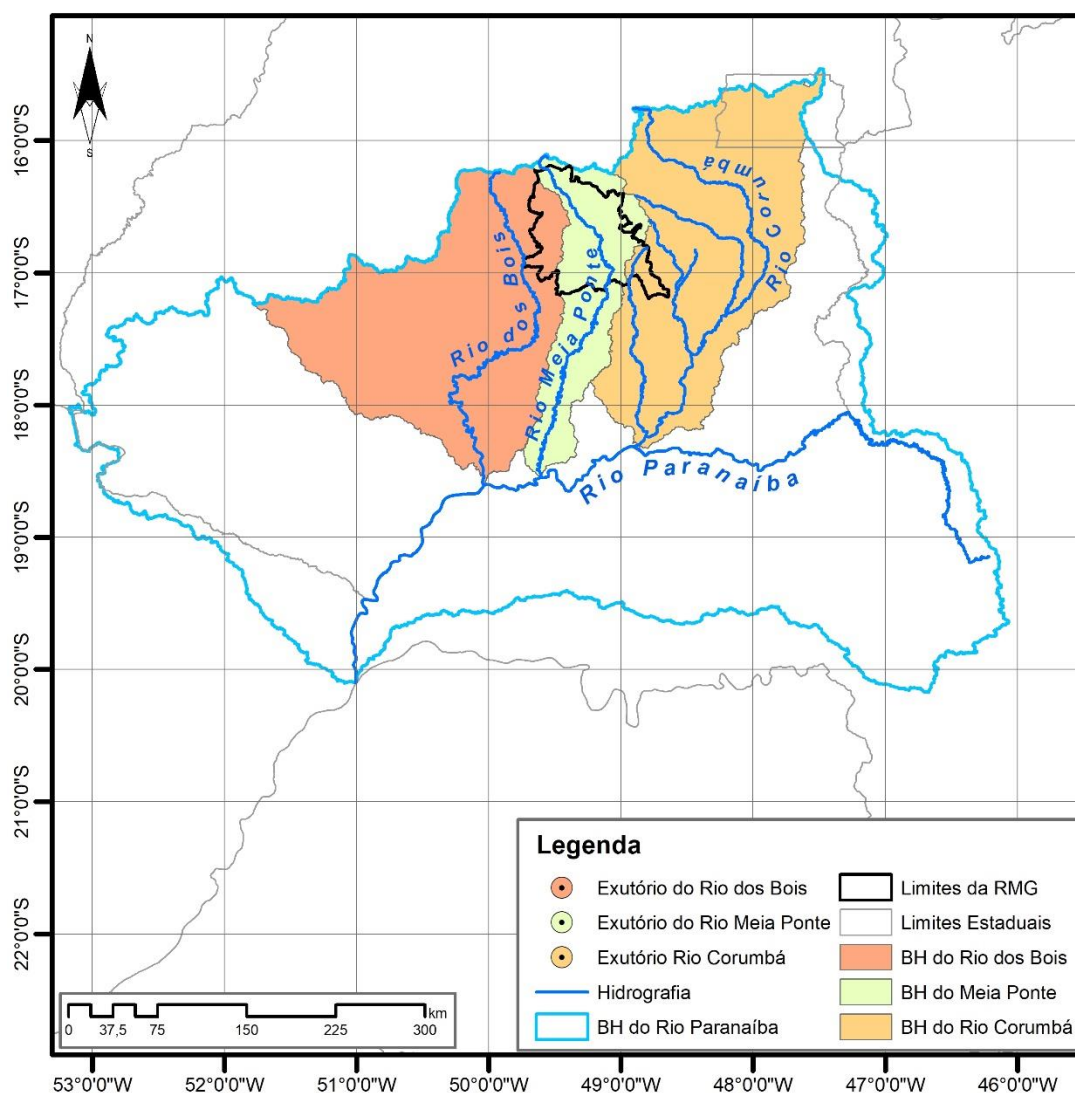 N
S
16°0'0"S
17°0'0"S
18°0'0"S
19°0'0"S
20°0'0"S
21°0'0"S
22°0'0"S
Rio Corumbá
Rio dos Bois
Rio Meia Ponte
Rio Paranaíba
Legenda
Exutório do Rio dos Bois
Exutório do Rio Meia Ponte
Exutório Rio Corumbá
Hidrografia
BH do Rio Paranaíba
Limites da RMG
Limites Estaduais
BH do Rio dos Bois
BH do Meia Ponte
BH do Rio Corumbá
km
0 37,5 75 150 225 300
53°0'0"W 52°0'0"W 51°0'0"W 50°0'0"W 49°0'0"W 48°0'0"W 47°0'0"W 46°0'0"W